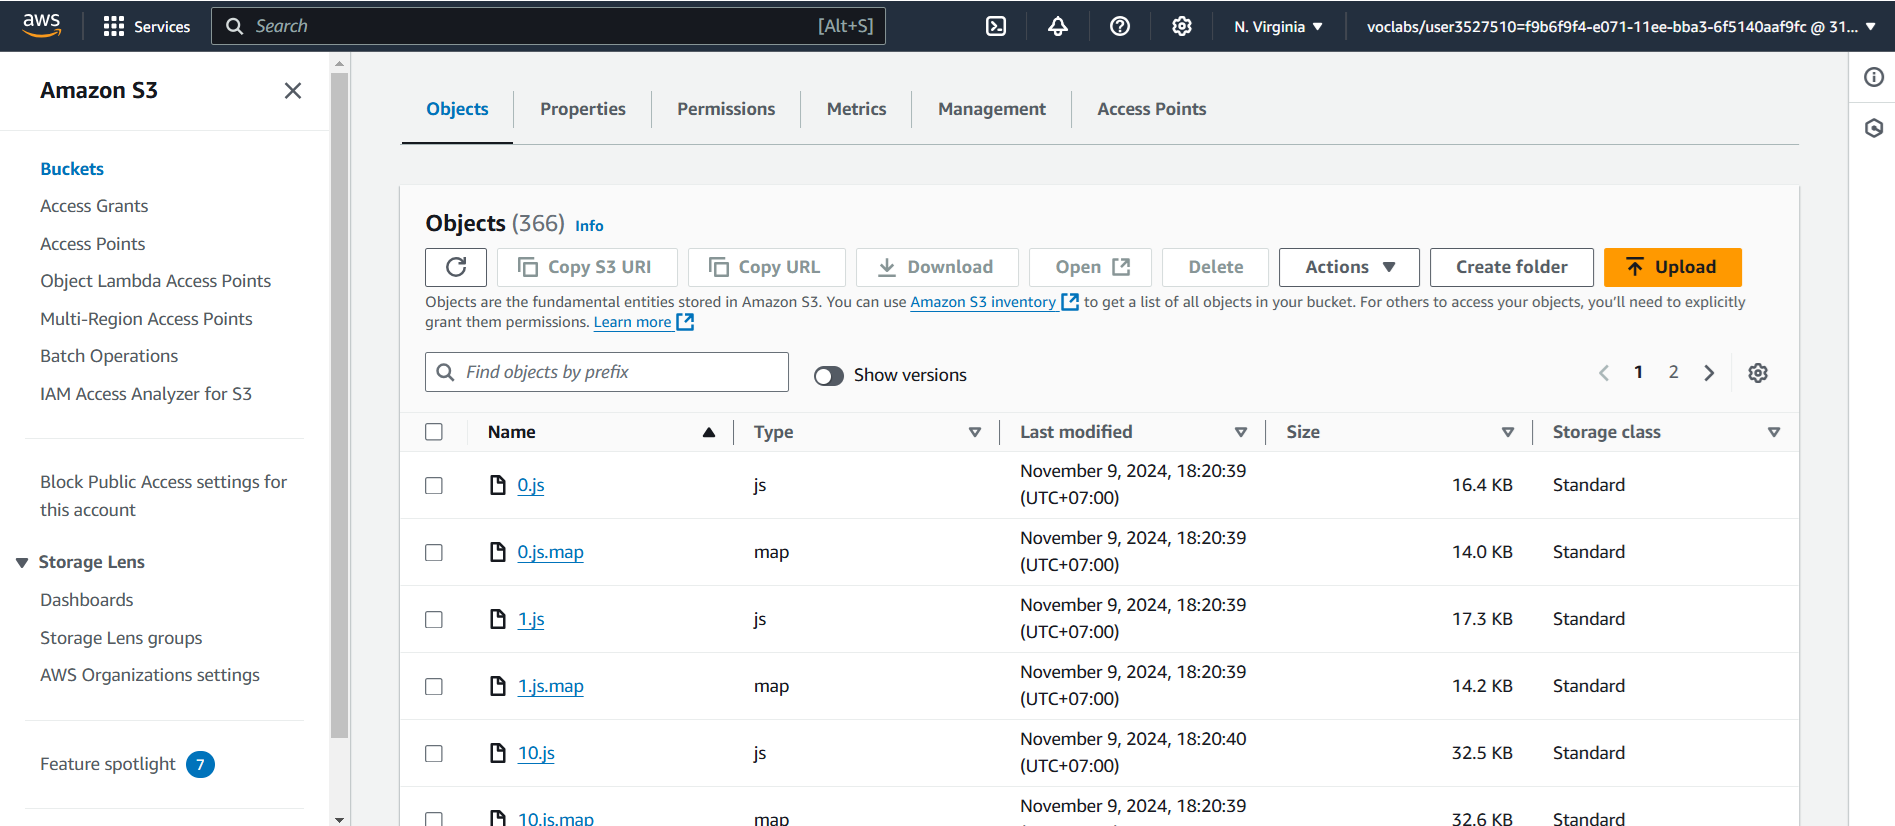 aws
Services
Search
[Alt+S]
N. Virginia
voclabs/user3527510=f9b6f9f4-e071-11ee-bba3-6f5140aaf9fc @ 31...
Amazon S3
Buckets
Access Grants
Access Points
Object Lambda Access Points
Multi-Region Access Points
Batch Operations
IAM Access Analyzer for S3
Block Public Access settings for
this account
Storage Lens
Dashboards
Storage Lens groups
AWS Organizations settings
Feature spotlight 7
Objects Properties Permissions Metrics Management Access Points
Objects (366) Info
Copy S3 URI Copy URL Download Open Delete Actions Create folder Upload
Objects are the fundamental entities stored in Amazon S3. You can use Amazon S3 inventory to get a list of all objects in your bucket. For others to access your objects, you'll need to explicitly
grant them permissions. Learn more
Find objects by prefix Show versions 1 2
Name Type Last modified Size Storage class
0.js js November 9, 2024, 18:20:39 (UTC+07:00) 16.4 KB Standard
0.js.map map November 9, 2024, 18:20:39 (UTC+07:00) 14.0 KB Standard
1.js js November 9, 2024, 18:20:39 (UTC+07:00) 17.3 KB Standard
1.js.map map November 9, 2024, 18:20:39 (UTC+07:00) 14.2 KB Standard
10.js js November 9, 2024, 18:20:40 (UTC+07:00) 32.5 KB Standard
10.js.map map November 9, 2024, 18:20:39 32.6 KB Standard